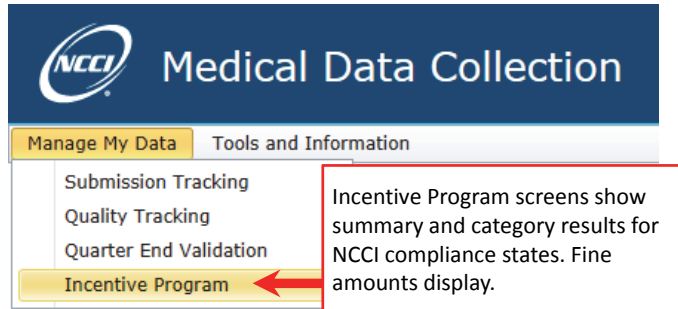 NCCI
Medical Data Collection
Manage My Data Tools and Information
Submission Tracking
Quality Tracking
Quarter End Validation
Incentive Program
Incentive Program screens show
summary and category results for
NCCI compliance states. Fine
amounts display.